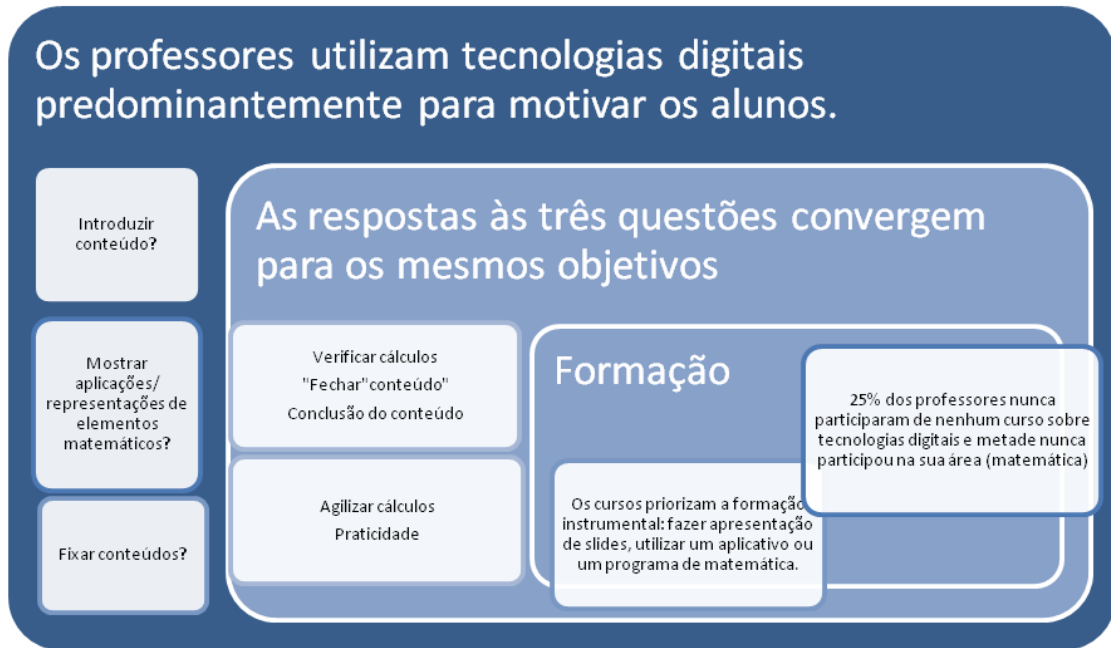 Os professores utilizam tecnologias digitais
predominantemente para motivar os alunos.
Introduzir
conteúdo?
Mostrar
aplicações/
representações de
elementos
matemáticos?
Fixar conteúdos?
As respostas às três questões convergem
para os mesmos objetivos
Verificar cálculos
"Fechar"conteúdo"
Conclusão do conteúdo
Agilizar cálculos
Praticidade
Formação
Os cursos priorizam a formação
instrumental: fazer apresentação
de slides, utilizar um aplicativo ou
um programa de matemática.
25% dos professores nunca
participaram de nenhum curso sobre
tecnologias digitais e metade nunca
participou na sua área (matemática)